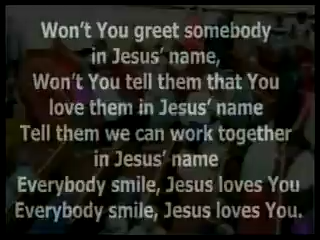 Won't You greet somebody
in Jesus' name,
Won't You tell them that You
love them in Jesus' name
Tell them we can work together
in Jesus' name
Everybody smile, Jesus loves You
Everybody smile, Jesus loves You.